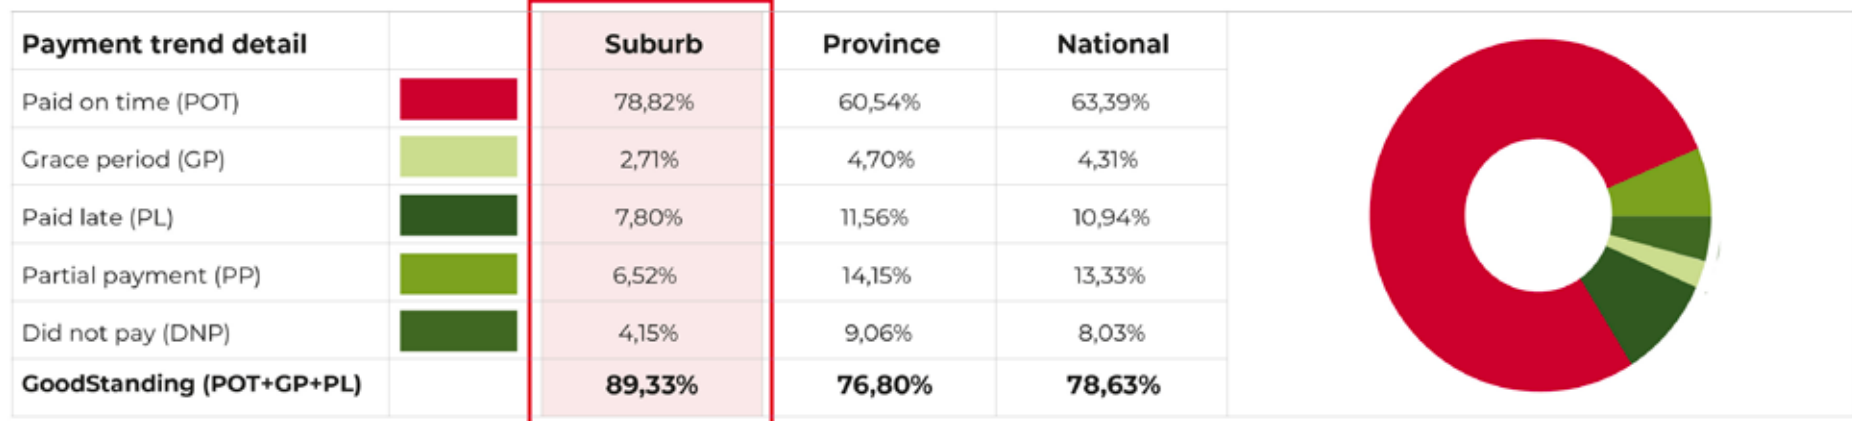 Payment trend detail Suburb Province National
Paid on time (POT) 78,82% 60,54% 63,39%
Grace period (GP) 2,71% 4,70% 4,31%
Paid late (PL) 7,80% 11,56% 10,94%
Partial payment (PP) 6,52% 14,15% 13,33%
Did not pay (DNP) 4,15% 9,06% 8,03%
GoodStanding (POT+GP+PL) 89,33% 76,80% 78,63%